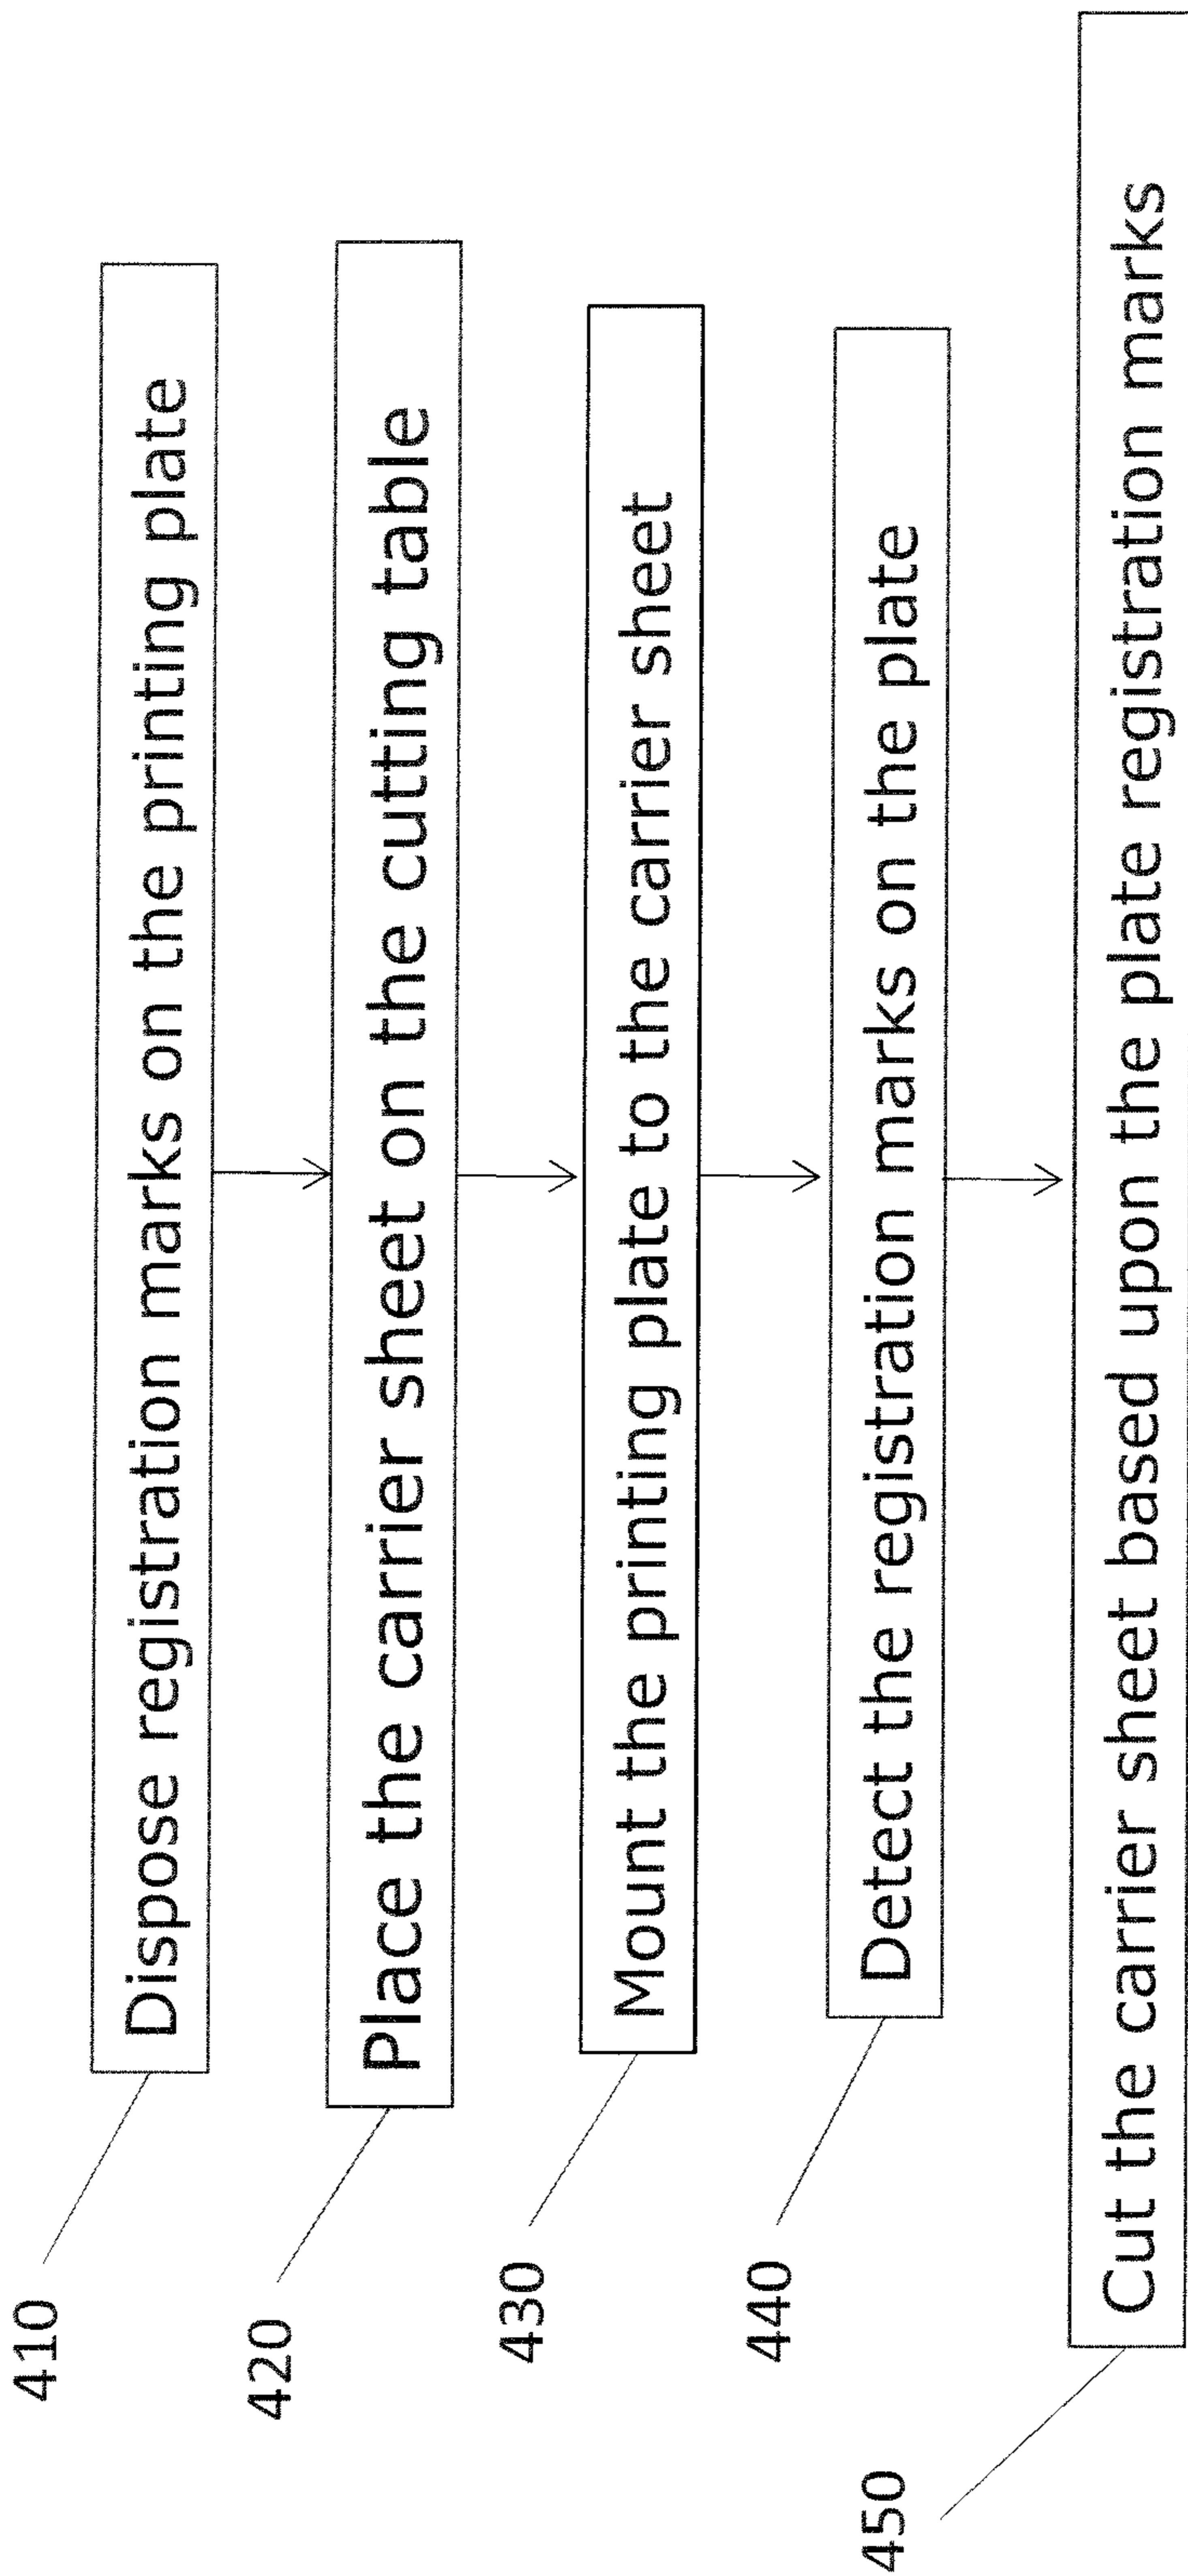 410
Dispose registration marks on the printing plate
420
Place the carrier sheet on the cutting table
430
Mount the printing plate to the carrier sheet
440
Detect the registration marks on the plate
450
Cut the carrier sheet based upon the plate registration marks